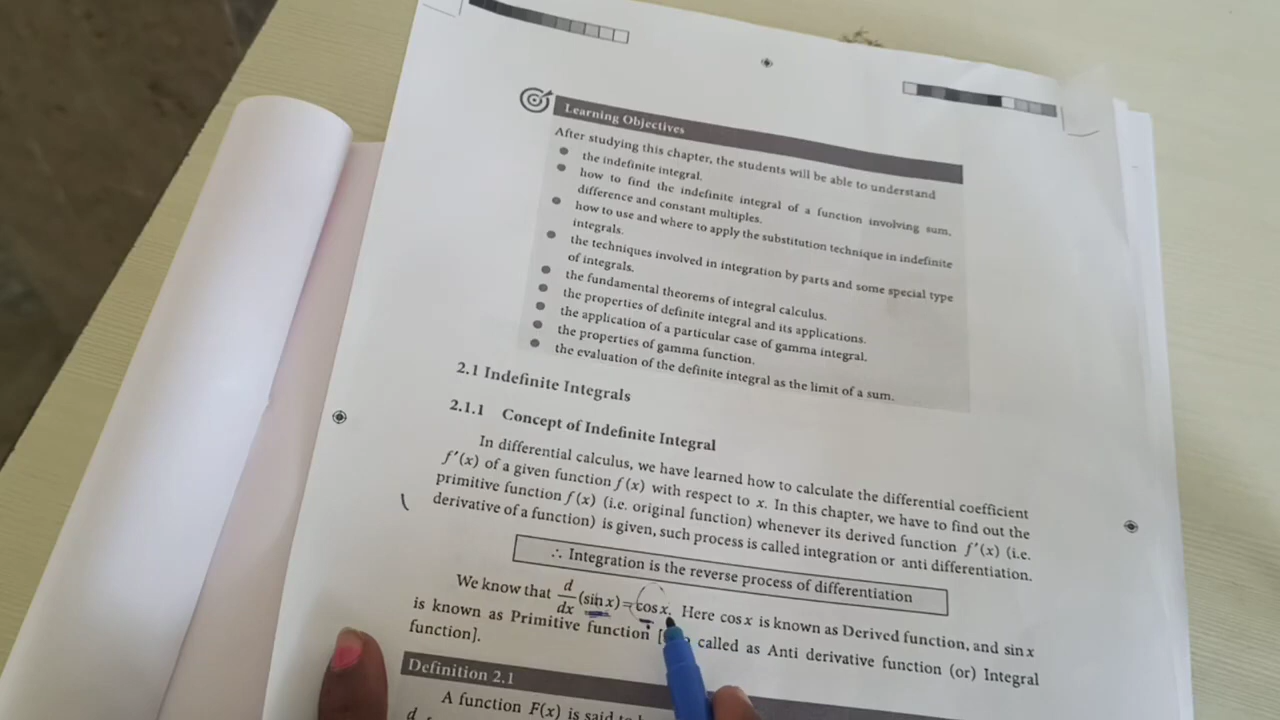 Learning Objectives
After studying this chapter, the students will be able to understand
● the indefinite integral.
● how to find the indefinite integral of a function involving sum,
difference and constant multiples.
● how to use and where to apply the substitution technique in indefinite
integrals.
● the techniques involved in integration by parts and some special type
of integrals.
● the fundamental theorems of integral calculus.
● the properties of definite integral and its applications.
● the application of a particular case of gamma integral.
● the properties of gamma function.
● the evaluation of the definite integral as the limit of a sum.
2.1 Indefinite Integrals
2.1.1 Concept of Indefinite Integral
In differential calculus, we have learned how to calculate the differential coefficient
f′(x) of a given function f(x) with respect to x. In this chapter, we have to find out the
primitive function f(x) (i.e. original function) whenever its derived function f′(x) (i.e.
derivative of a function) is given, such process is called integration or anti differentiation.
∴ Integration is the reverse process of differentiation
We know that d/dx (sin x) = cos x. Here cos x is known as Derived function, and sin x
is known as Primitive function [ called as Anti derivative function (or) Integral
function].
Definition 2.1
A function F(x) is said to
d